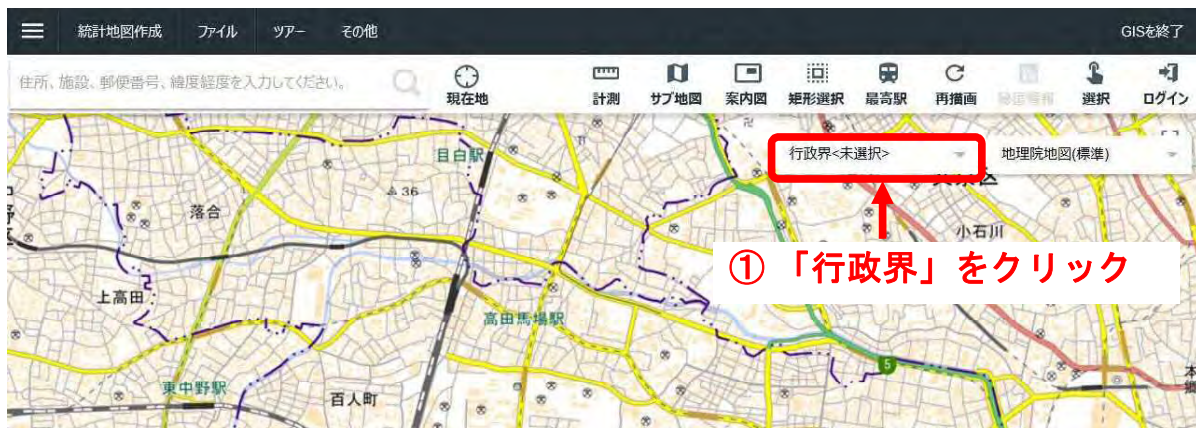 統計地図作成 ファイル ツアー その他 GISを終了
住所、施設、郵便番号、緯度経度を入力してください。
現在地 計測 サブ地図 案内図 矩形選択 最高駅 再描画 選択 ログイン
目白駅
行政界<未選択> 地理院地図(標準)
36
落合
小石川
① 「行政界」をクリック
上高田
高田馬場駅
5
東中野駅
百人町
本